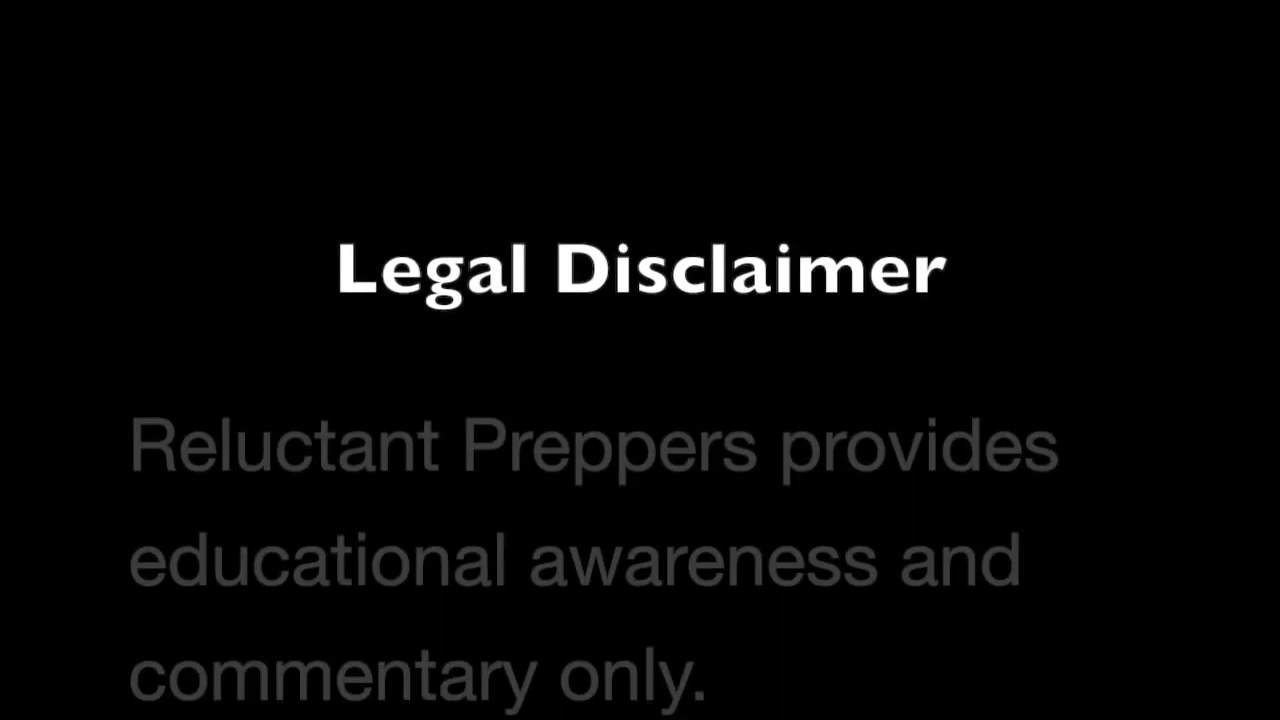 Legal Disclaimer
Reluctant Preppers provides
educational awareness and
commentary only.